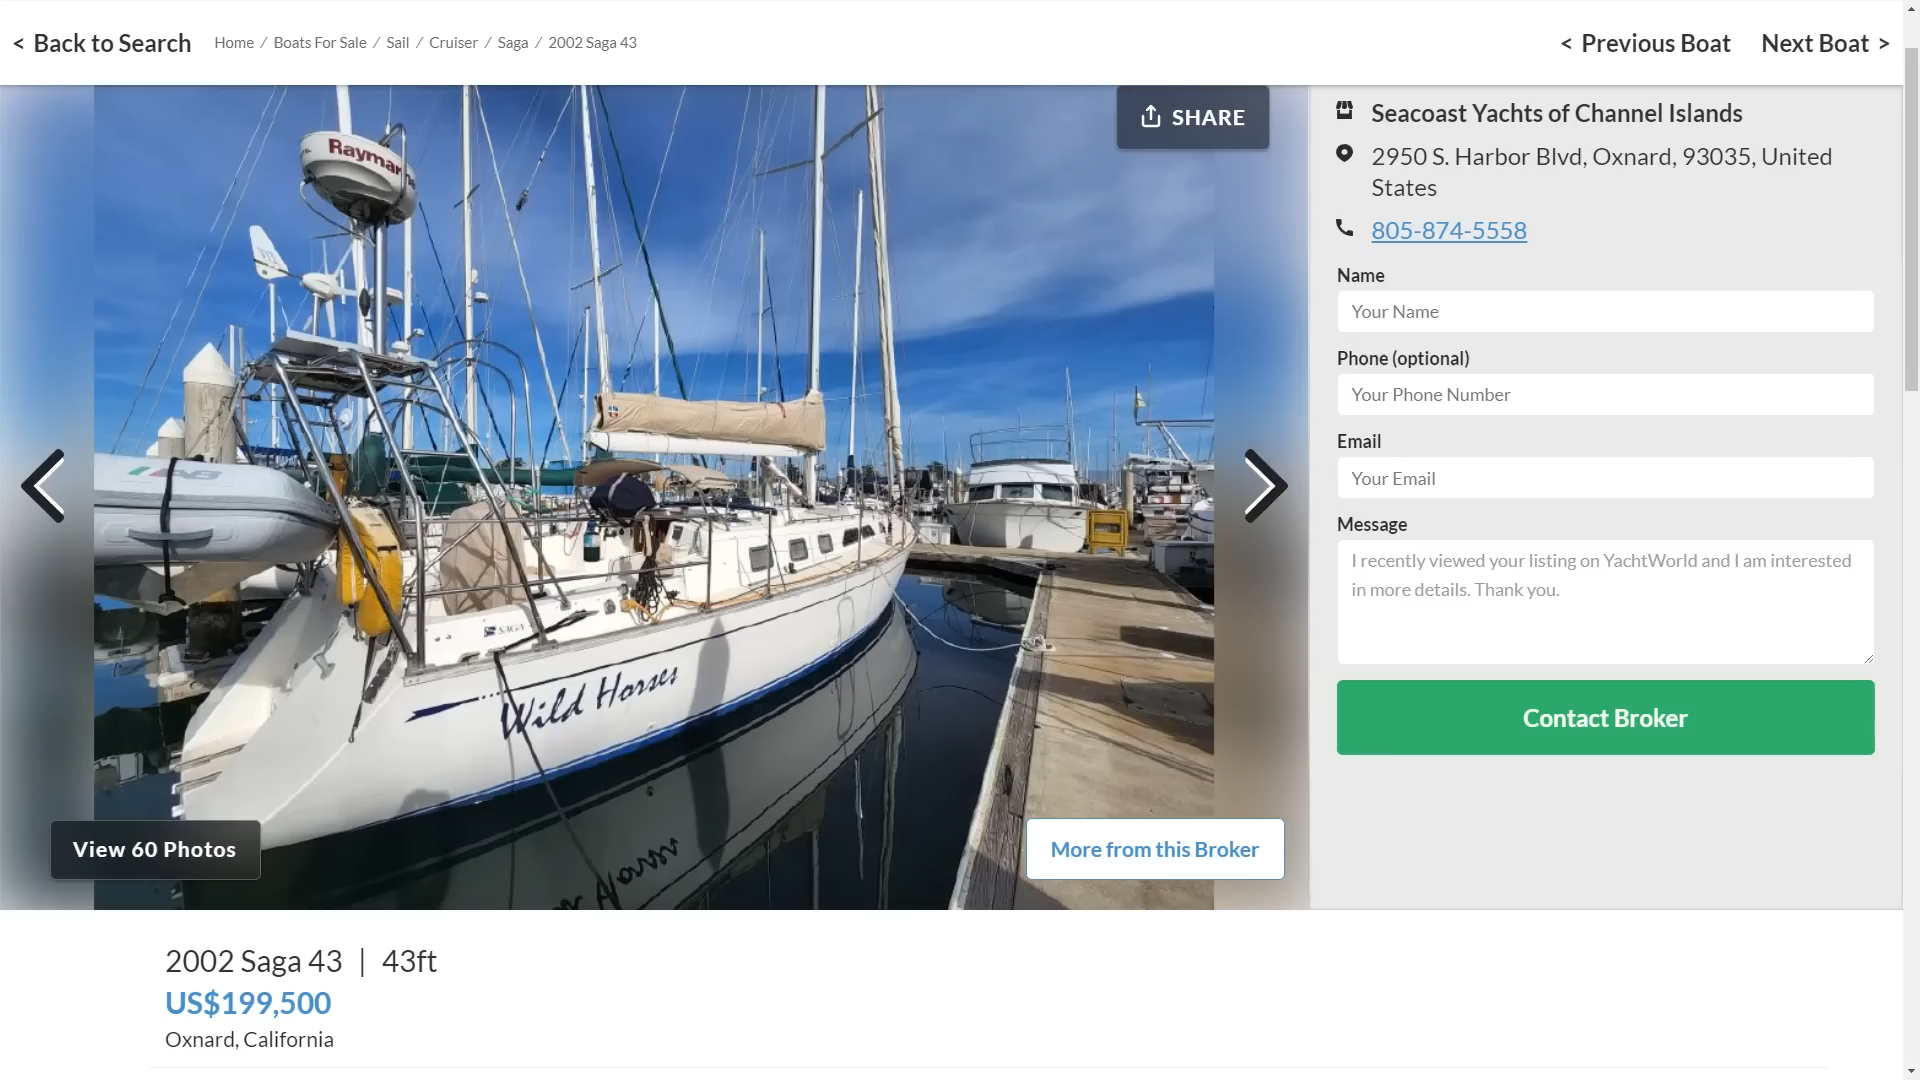 < Back to Search
Home / Boats For Sale / Sail / Cruiser / Saga / 2002 Saga 43
< Previous Boat
Next Boat >
SHARE
Raymarine
AB
SAGA
Wild Horses
View 60 Photos
More from this Broker
Seacoast Yachts of Channel Islands
2950 S. Harbor Blvd, Oxnard, 93035, United
States
805-874-5558
Name
Your Name
Phone (optional)
Your Phone Number
Email
Your Email
Message
I recently viewed your listing on YachtWorld and I am interested
in more details. Thank you.
Contact Broker
2002 Saga 43 | 43ft
US$199,500
Oxnard, California